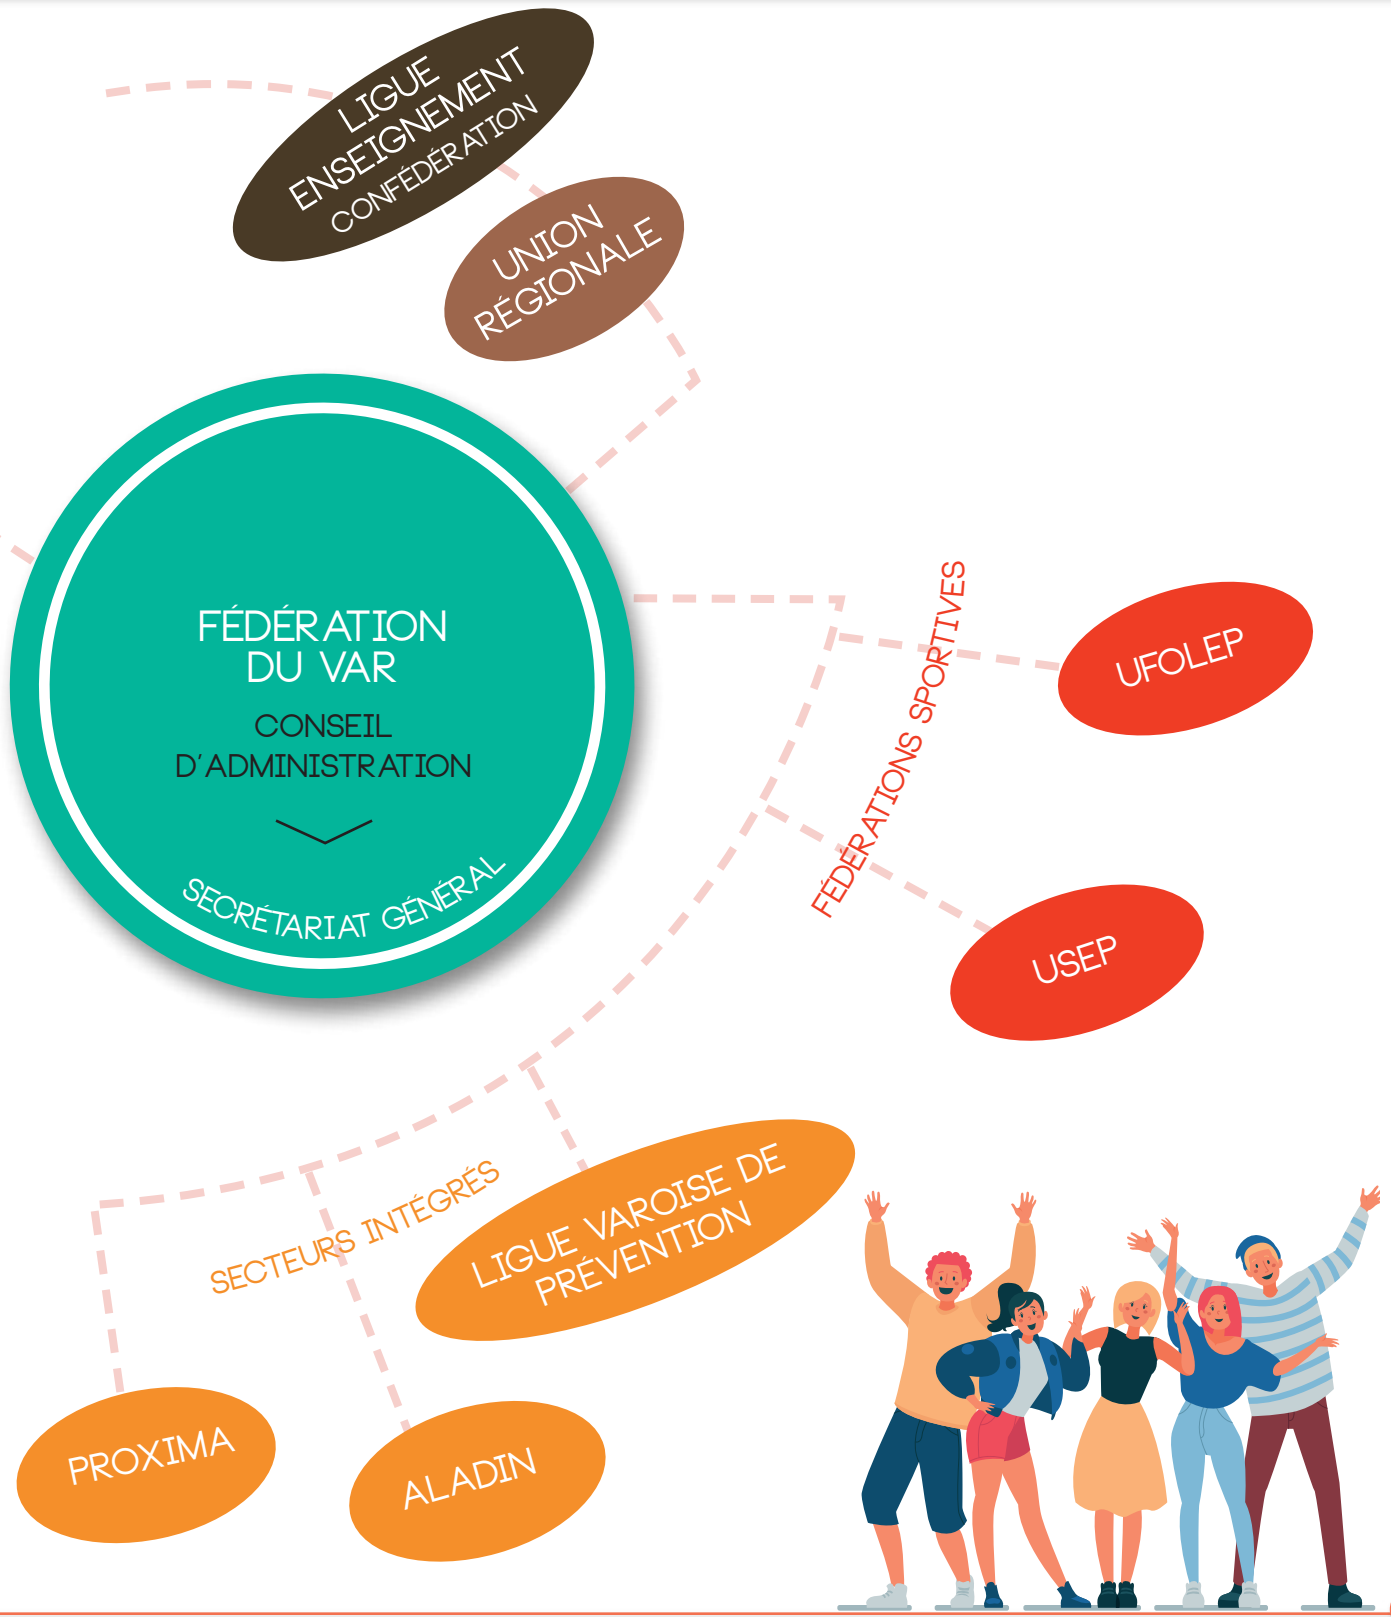 LIGUE
ENSEIGNEMENT
CONFÉDÉRATION
UNION
RÉGIONALE
FÉDÉRATION
DU VAR
CONSEIL
D'ADMINISTRATION
SECRÉTARIAT GÉNÉRAL
FÉDÉRATIONS SPORTIVES
UFOLEP
USEP
SECTEURS INTÉGRÉS
LIGUE VAROISE DE
PRÉVENTION
PROXIMA
ALADIN